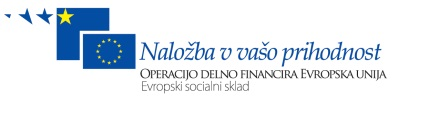 Naložba v vašo prihodnost
OPERACIJO DELNO FINANCIRA EVROPSKA UNIJA
Evropski socialni sklad